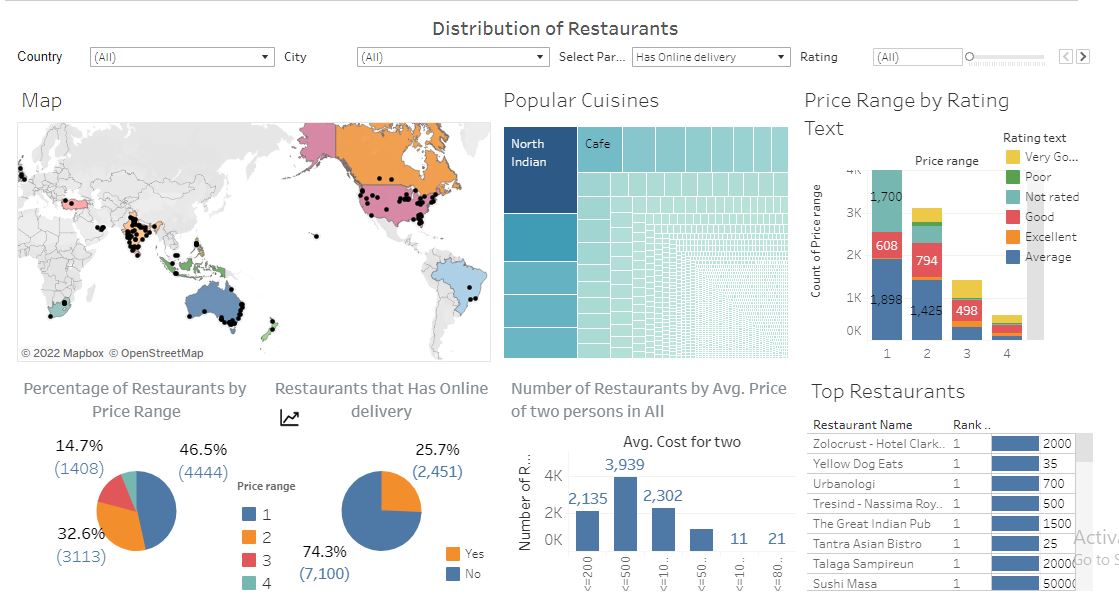 Distribution of Restaurants
Country (All) City (All) Select Par... Has Online delivery Rating (All)
Map
Popular Cuisines
Price Range by Rating
Text
North
Indian
Cafe
© 2022 Mapbox © OpenStreetMap
Price range
Rating text
Very Go...
Poor
Not rated
Good
Excellent
Average
Count of Price range
4K
3K
2K
1K
0K
1,700
608
1,898
794
1,425
498
1 2 3 4
Percentage of Restaurants by
Price Range
14.7%
(1408)
46.5%
(4444)
32.6%
(3113)
Price range
1
2
3
4
Restaurants that Has Online
delivery
25.7%
(2,451)
74.3%
(7,100)
Yes
No
Number of Restaurants by Avg. Price
of two persons in All
Avg. Cost for two
Number of R...
4K
2K
0K
2,135
3,939
2,302
11
21
<=200
<=500
<=10...
<=50...
<=10...
<=80...
Top Restaurants
Restaurant Name Rank ..
Zolocrust - Hotel Clark.. 1 2000
Yellow Dog Eats 1 35
Urbanologi 1 700
Tresind - Nassima Roy.. 1 500
The Great Indian Pub 1 1500
Tantra Asian Bistro 1 25
Talaga Sampireun 1 20000
Sushi Masa 1 50000
Activa
Go to S